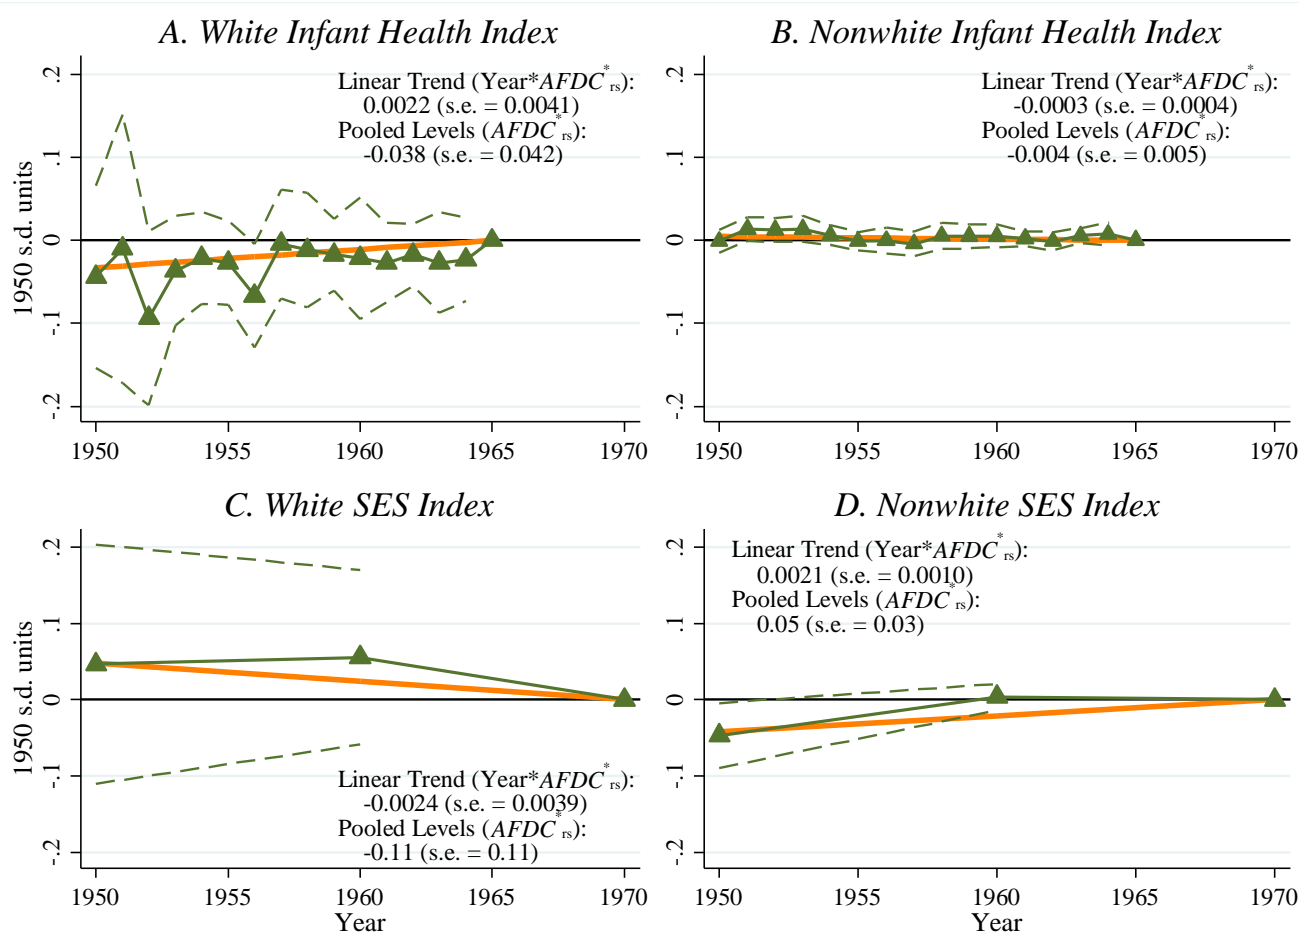 A. White Infant Health Index
Linear Trend (Year*AFDC*rs):
0.0022 (s.e. = 0.0041)
Pooled Levels (AFDC*rs):
-0.038 (s.e. = 0.042)
1950 s.d. units
.2
.1
0
-.1
-.2
1950 1955 1960 1965 1970
B. Nonwhite Infant Health Index
Linear Trend (Year*AFDC*rs):
-0.0003 (s.e. = 0.0004)
Pooled Levels (AFDC*rs):
-0.004 (s.e. = 0.005)
.2
.1
0
-.1
-.2
1950 1955 1960 1965 1970
C. White SES Index
1950 s.d. units
.2
.1
0
-.1
-.2
Linear Trend (Year*AFDC*rs):
-0.0024 (s.e. = 0.0039)
Pooled Levels (AFDC*rs):
-0.11 (s.e. = 0.11)
1950 1955 1960 1965 1970
Year
D. Nonwhite SES Index
Linear Trend (Year*AFDC*rs):
0.0021 (s.e. = 0.0010)
Pooled Levels (AFDC*rs):
0.05 (s.e. = 0.03)
.2
.1
0
-.1
-.2
1950 1955 1960 1965 1970
Year